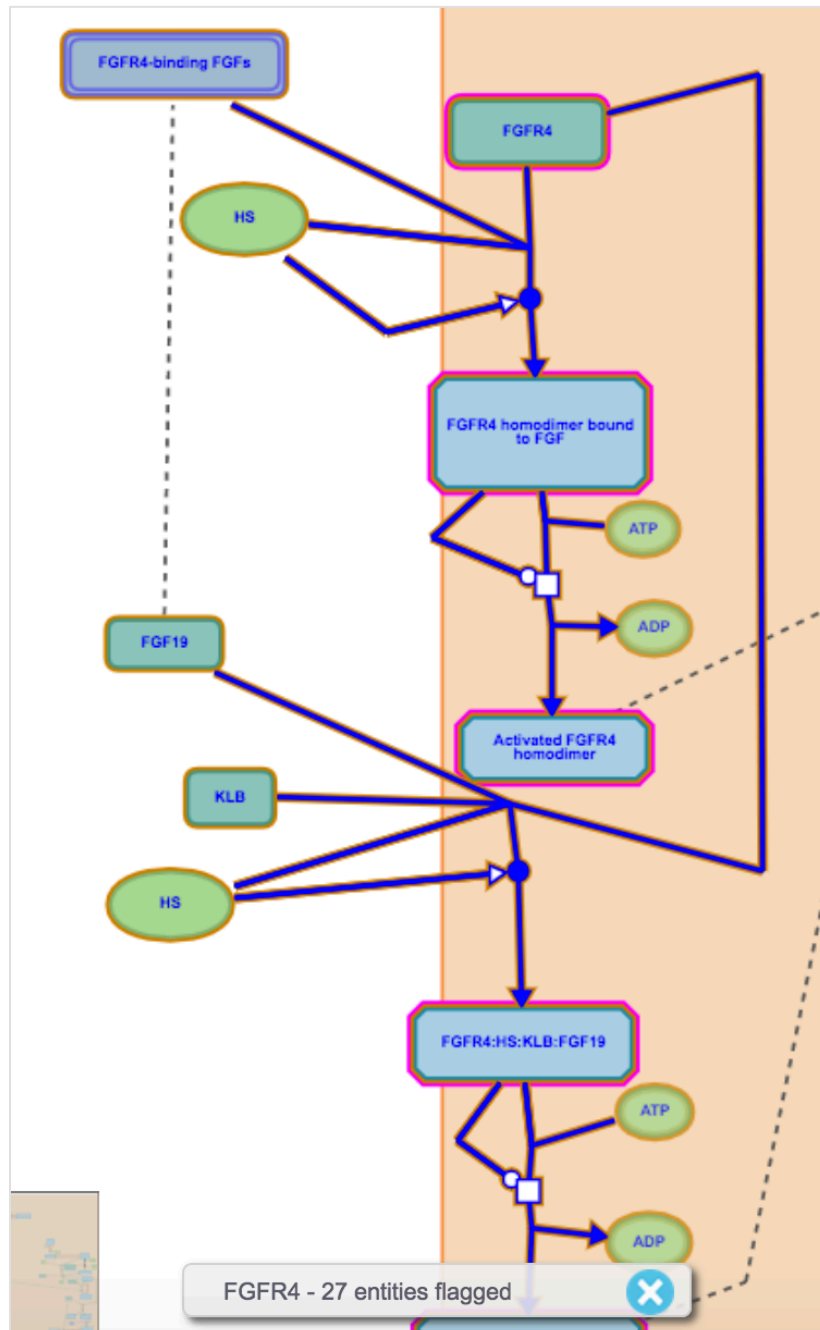 FGFR4-binding FGFs
FGFR4
HS
FGFR4 homodimer bound
to FGF
ATP
ADP
FGF19
Activated FGFR4
homodimer
KLB
HS
FGFR4:HS:KLB:FGF19
ATP
ADP
FGFR4 - 27 entities flagged